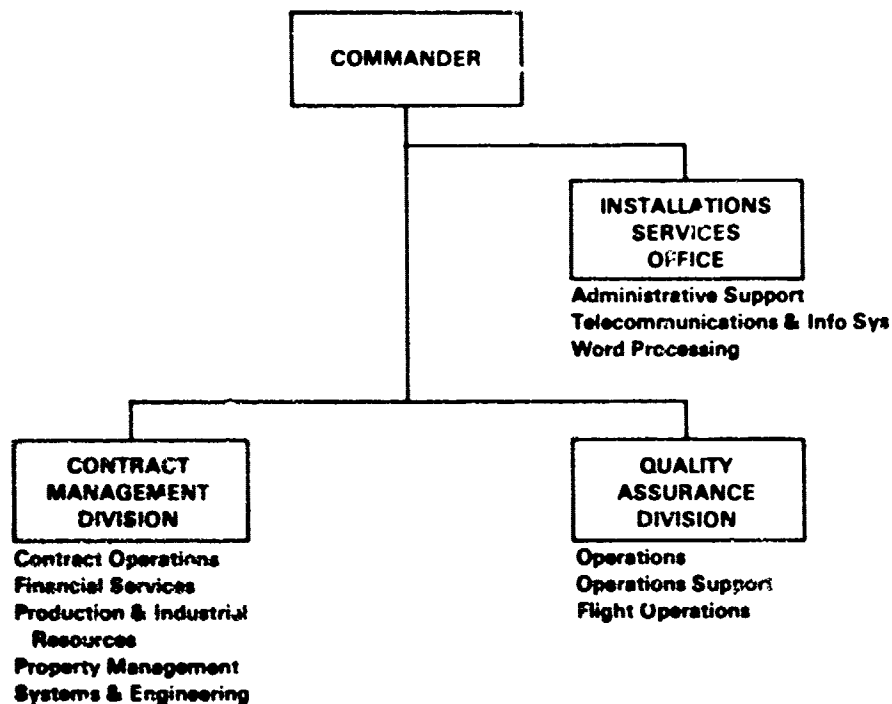 COMMANDER
INSTALLATIONS
SERVICES
OFFICE
Administrative Support
Telecommunications & Info Sys
Word Processing
CONTRACT
MANAGEMENT
DIVISION
Contract Operations
Financial Services
Production & Industrial
Resources
Property Management
Systems & Engineering
QUALITY
ASSURANCE
DIVISION
Operations
Operations Support
Flight Operations